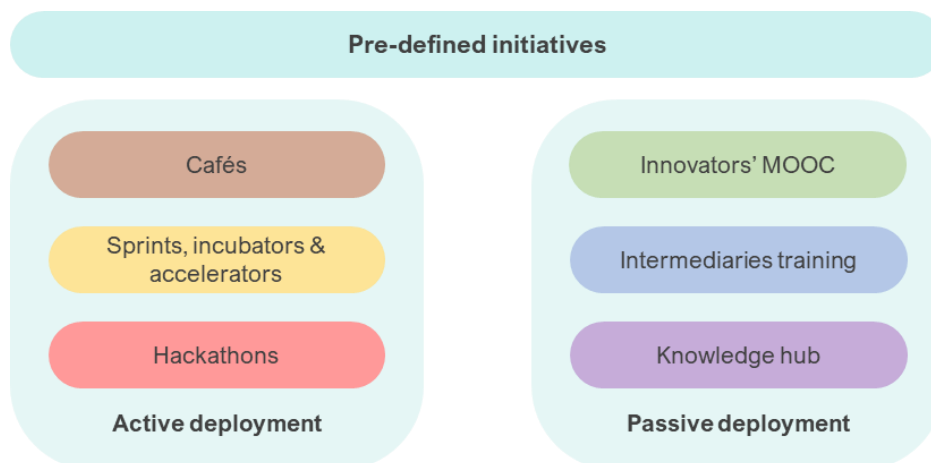 Pre-defined initiatives
Cafés
Sprints, incubators &
accelerators
Hackathons
Active deployment
Innovators’ MOOC
Intermediaries training
Knowledge hub
Passive deployment